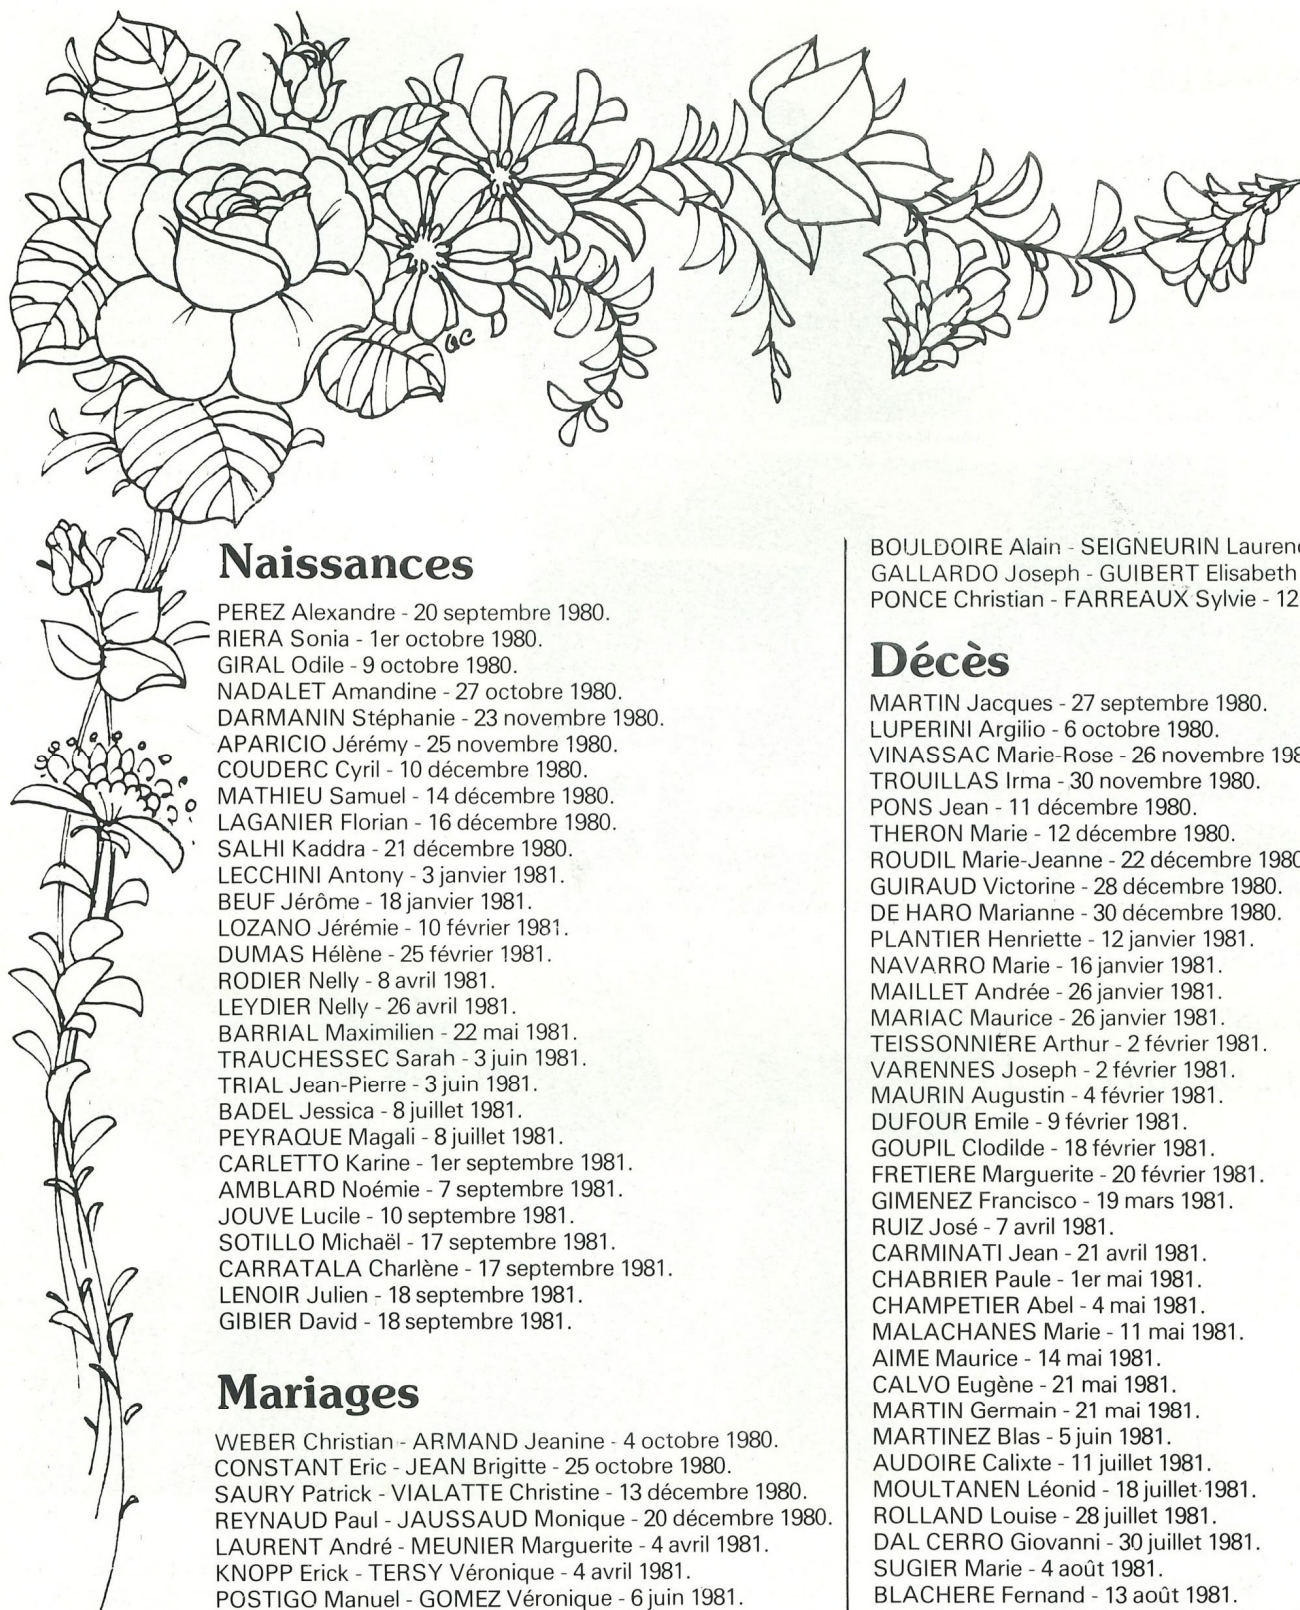 GC
Naissances
PEREZ Alexandre - 20 septembre 1980.
RIERA Sonia - 1er octobre 1980.
GIRAL Odile - 9 octobre 1980.
NADALET Amandine - 27 octobre 1980.
DARMANIN Stéphanie - 23 novembre 1980.
APARICIO Jérémy - 25 novembre 1980.
COUDERC Cyril - 10 décembre 1980.
MATHIEU Samuel - 14 décembre 1980.
LAGANIER Florian - 16 décembre 1980.
SALHI Kaddra - 21 décembre 1980.
LECCHINI Antony - 3 janvier 1981.
BEUF Jérôme - 18 janvier 1981.
LOZANO Jérémie - 10 février 1981.
DUMAS Hélène - 25 février 1981.
RODIER Nelly - 8 avril 1981.
LEYDIER Nelly - 26 avril 1981.
BARRIAL Maximilien - 22 mai 1981.
TRAUCHESSEC Sarah - 3 juin 1981.
TRIAL Jean-Pierre - 3 juin 1981.
BADEL Jessica - 8 juillet 1981.
PEYRAQUE Magali - 8 juillet 1981.
CARLETTO Karine - 1er septembre 1981.
AMBLARD Noémie - 7 septembre 1981.
JOUVE Lucile - 10 septembre 1981.
SOTILLO Michaël - 17 septembre 1981.
CARRATALA Charlène - 17 septembre 1981.
LENOIR Julien - 18 septembre 1981.
GIBIER David - 18 septembre 1981.
Mariages
WEBER Christian - ARMAND Jeanine - 4 octobre 1980.
CONSTANT Eric - JEAN Brigitte - 25 octobre 1980.
SAURY Patrick - VIALATTE Christine - 13 décembre 1980.
REYNAUD Paul - JAUSSAUD Monique - 20 décembre 1980.
LAURENT André - MEUNIER Marguerite - 4 avril 1981.
KNOPP Erick - TERSY Véronique - 4 avril 1981.
POSTIGO Manuel - GOMEZ Véronique - 6 juin 1981.
BOULDOIRE Alain - SEIGNEURIN Laurenc
GALLARDO Joseph - GUIBERT Elisabeth
PONCE Christian - FARREAUX Sylvie - 12
Décès
MARTIN Jacques - 27 septembre 1980.
LUPERINI Argilio - 6 octobre 1980.
VINASSAC Marie-Rose - 26 novembre 198
TROUILLAS Irma - 30 novembre 1980.
PONS Jean - 11 décembre 1980.
THERON Marie - 12 décembre 1980.
ROUDIL Marie-Jeanne - 22 décembre 1980
GUIRAUD Victorine - 28 décembre 1980.
DE HARO Marianne - 30 décembre 1980.
PLANTIER Henriette - 12 janvier 1981.
NAVARRO Marie - 16 janvier 1981.
MAILLET Andrée - 26 janvier 1981.
MARIAC Maurice - 26 janvier 1981.
TEISSONNIÈRE Arthur - 2 février 1981.
VARENNES Joseph - 2 février 1981.
MAURIN Augustin - 4 février 1981.
DUFOUR Emile - 9 février 1981.
GOUPIL Clodilde - 18 février 1981.
FRETIERE Marguerite - 20 février 1981.
GIMENEZ Francisco - 19 mars 1981.
RUIZ José - 7 avril 1981.
CARMINATI Jean - 21 avril 1981.
CHABRIER Paule - 1er mai 1981.
CHAMPETIER Abel - 4 mai 1981.
MALACHANES Marie - 11 mai 1981.
AIME Maurice - 14 mai 1981.
CALVO Eugène - 21 mai 1981.
MARTIN Germain - 21 mai 1981.
MARTINEZ Blas - 5 juin 1981.
AUDOIRE Calixte - 11 juillet 1981.
MOULTANEN Léonid - 18 juillet 1981.
ROLLAND Louise - 28 juillet 1981.
DAL CERRO Giovanni - 30 juillet 1981.
SUGIER Marie - 4 août 1981.
BLACHERE Fernand - 13 août 1981.